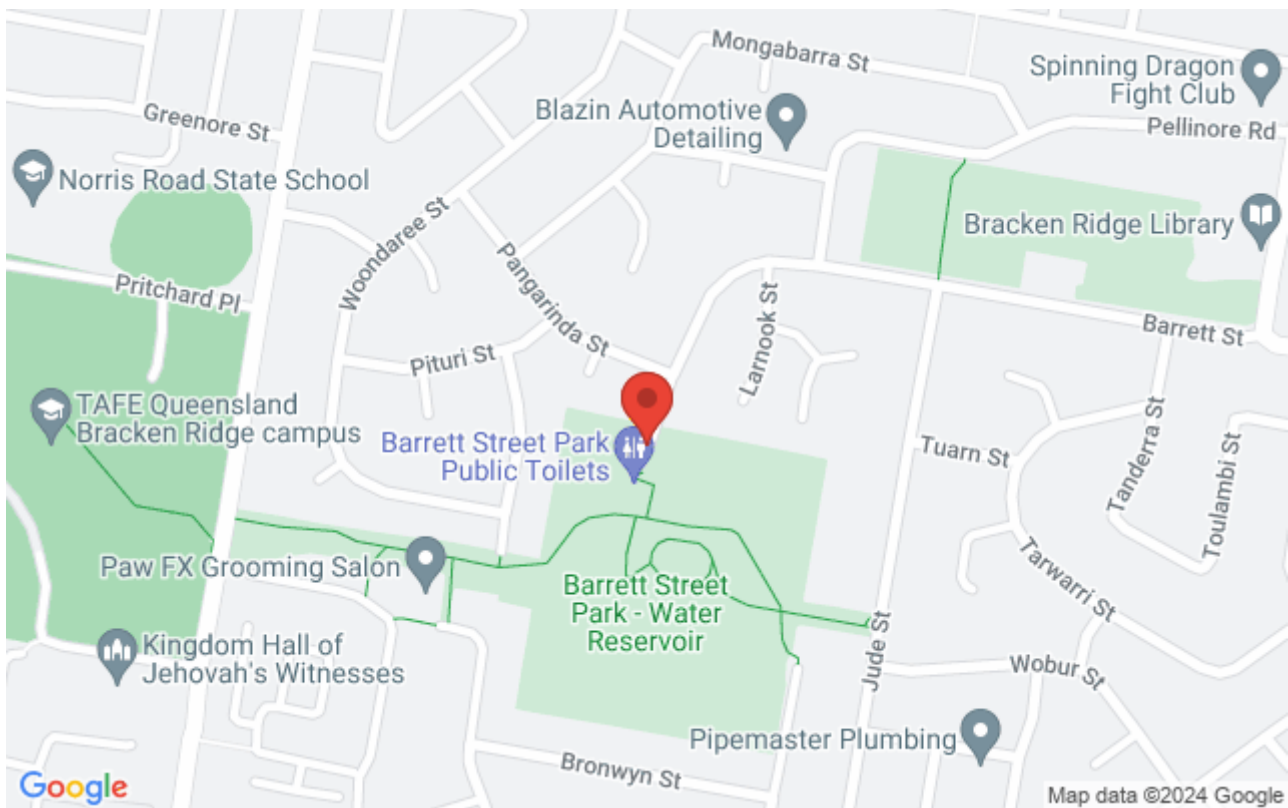 Mongabarra St
Spinning Dragon
Fight Club
Greenore St
Blazin Automotive
Detailing
Pellinore Rd
Norris Road State School
Woondaree St
Bracken Ridge Library
Pritchard Pl
Pangarinda St
Larnook St
Barrett St
Pituri St
TAFE Queensland
Bracken Ridge campus
Barrett Street Park
Public Toilets
Tuarn St
Tanderra St
Toulambi St
Paw FX Grooming Salon
Barrett Street
Park - Water
Reservoir
Tarwarri St
Kingdom Hall of
Jehovah's Witnesses
Jude St
Wobur St
Pipemaster Plumbing
Bronwyn St
Google
Map data ©2024 Google